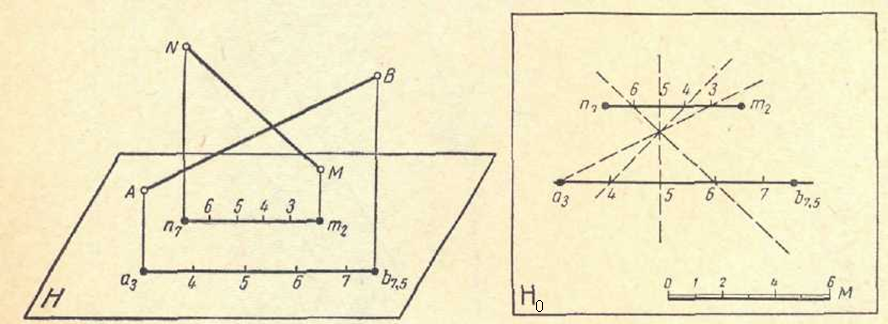 N
B
A
M
6 5 4 3
n₇ m₂
a₃ 4 5 6 7 b₇,₅
H
6 5 4 3
n₇ m₂
a₃ 4 5 6 7 b₇,₅
0 1 2 4 6 M
H₀